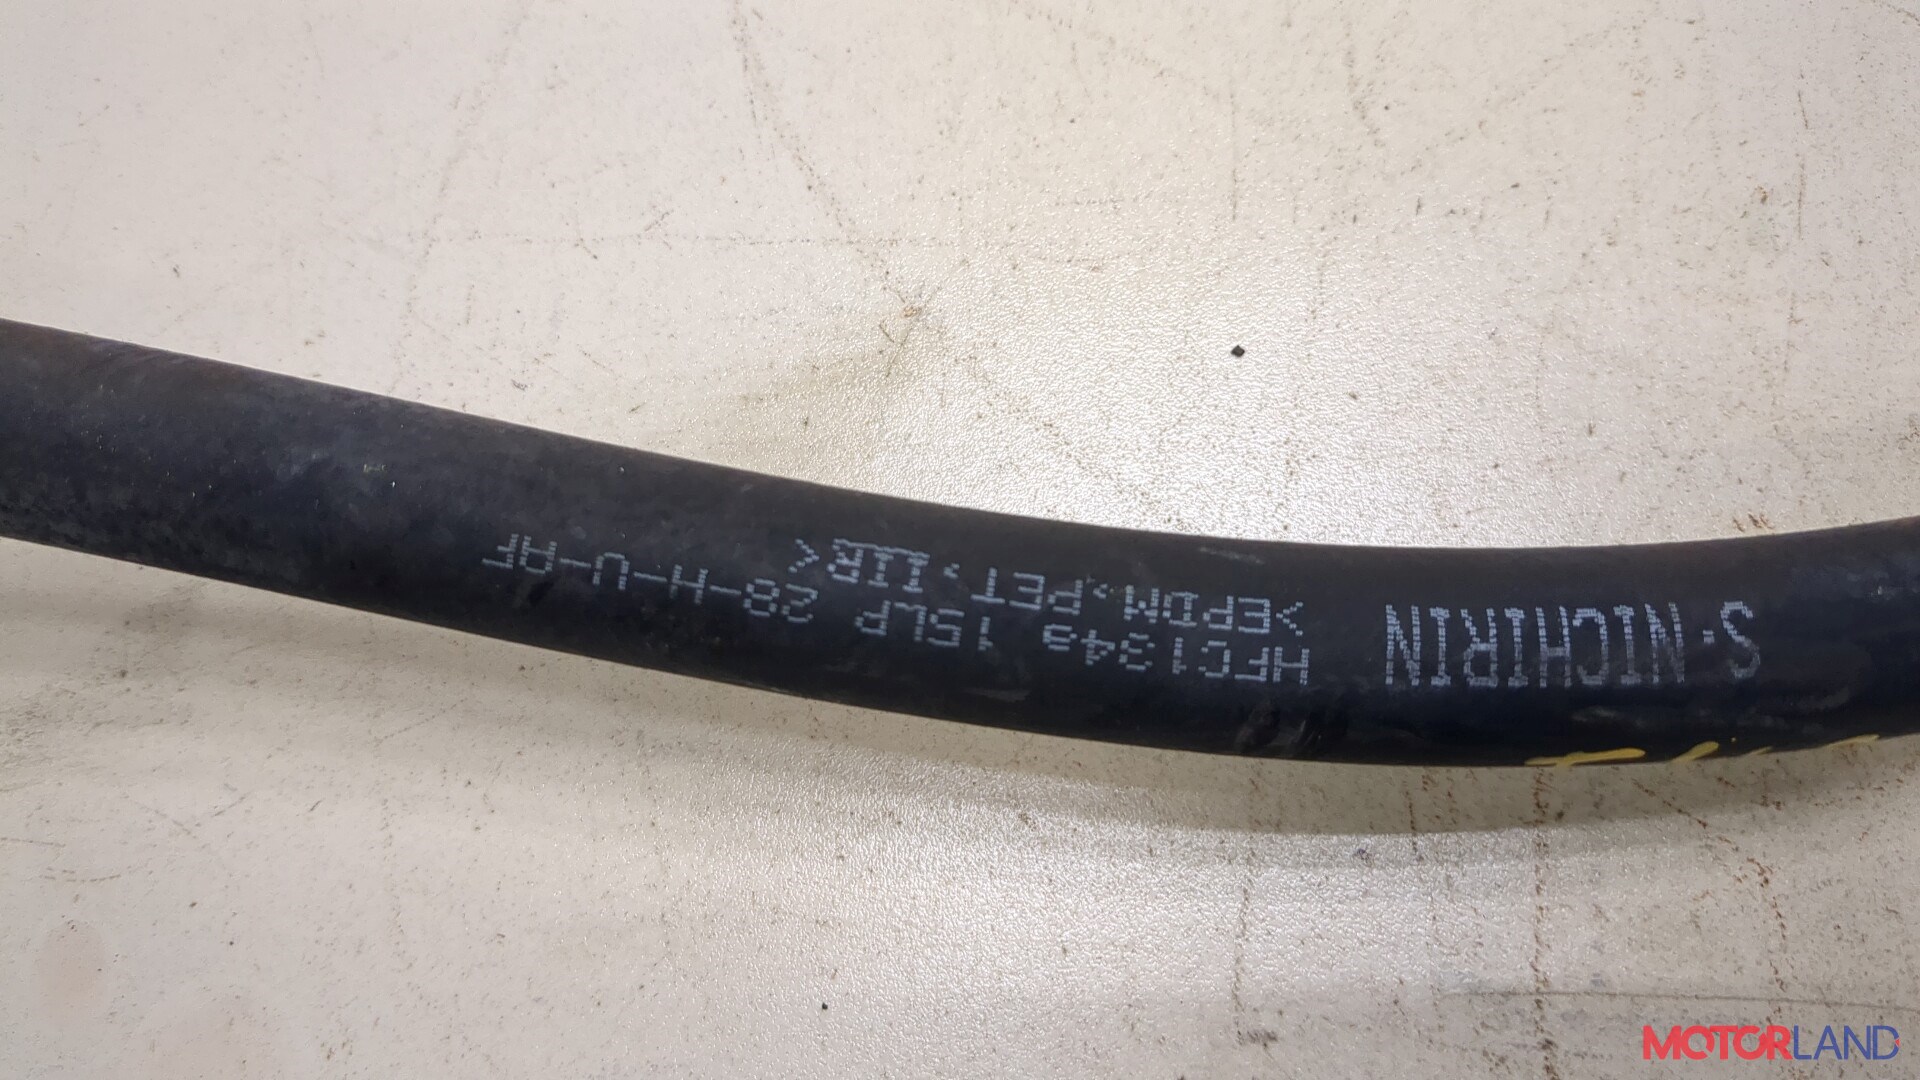 S·NICHIRIN
HFC134a 15LP 28-H-U-AF
>EPDM,PET,IIR<
MOTORLAND